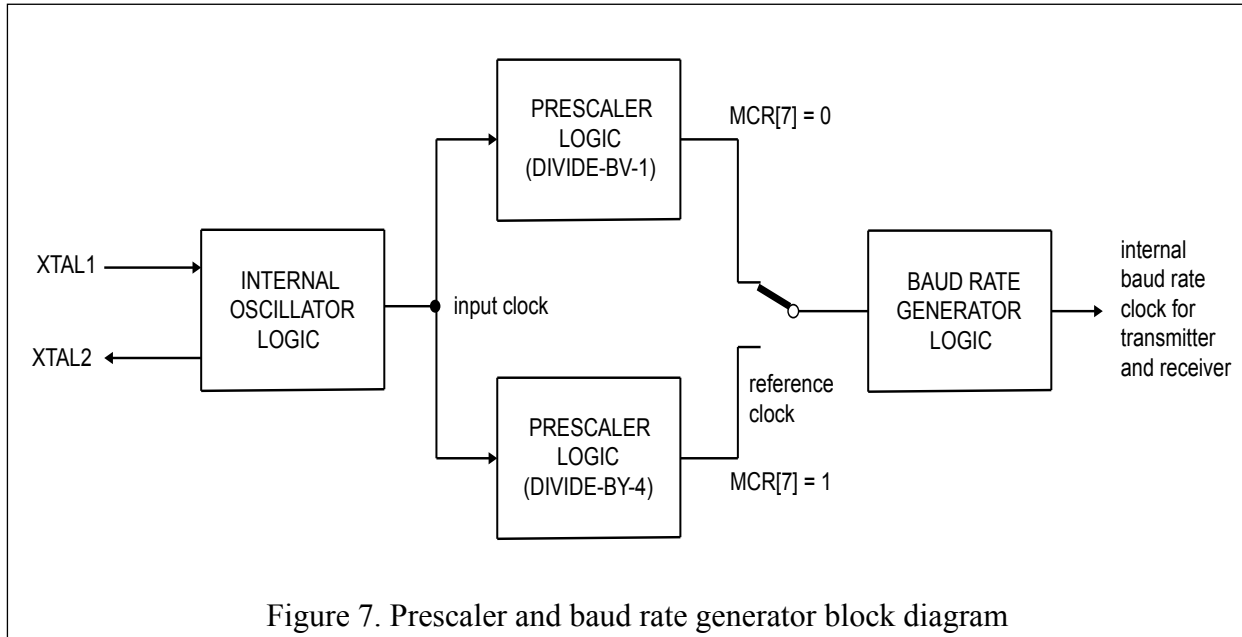 PRESCALER
LOGIC
(DIVIDE-BV-1)
MCR[7] = 0
XTAL1
XTAL2
INTERNAL
OSCILLATOR
LOGIC
input clock
BAUD RATE
GENERATOR
LOGIC
internal
baud rate
clock for
transmitter
and receiver
reference
clock
PRESCALER
LOGIC
(DIVIDE-BY-4)
MCR[7] = 1
Figure 7. Prescaler and baud rate generator block diagram